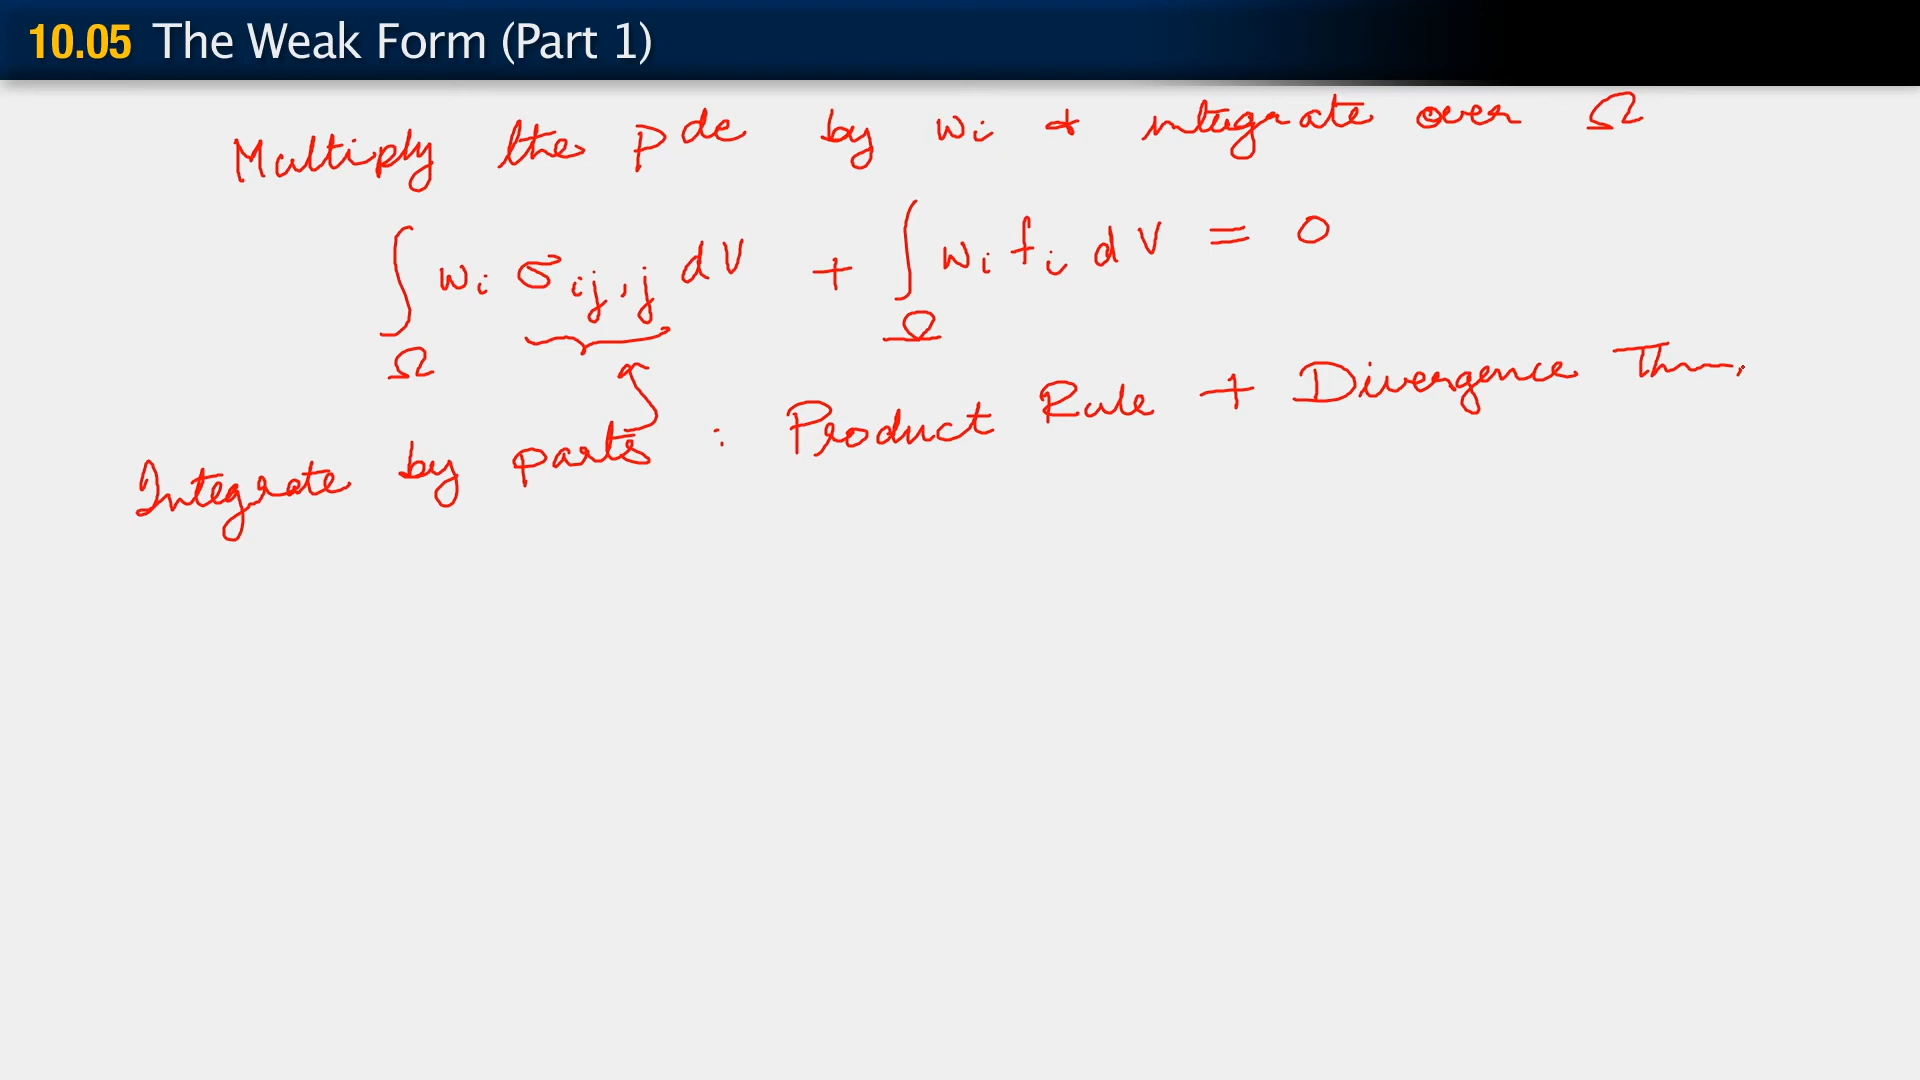 10.05 The Weak Form (Part 1)
Multiply the pde by wᵢ & integrate over Ω
∫_Ω wᵢ σᵢⱼ,ⱼ dV + ∫_Ω wᵢ fᵢ dV = 0
Integrate by parts : Product Rule + Divergence Thm.